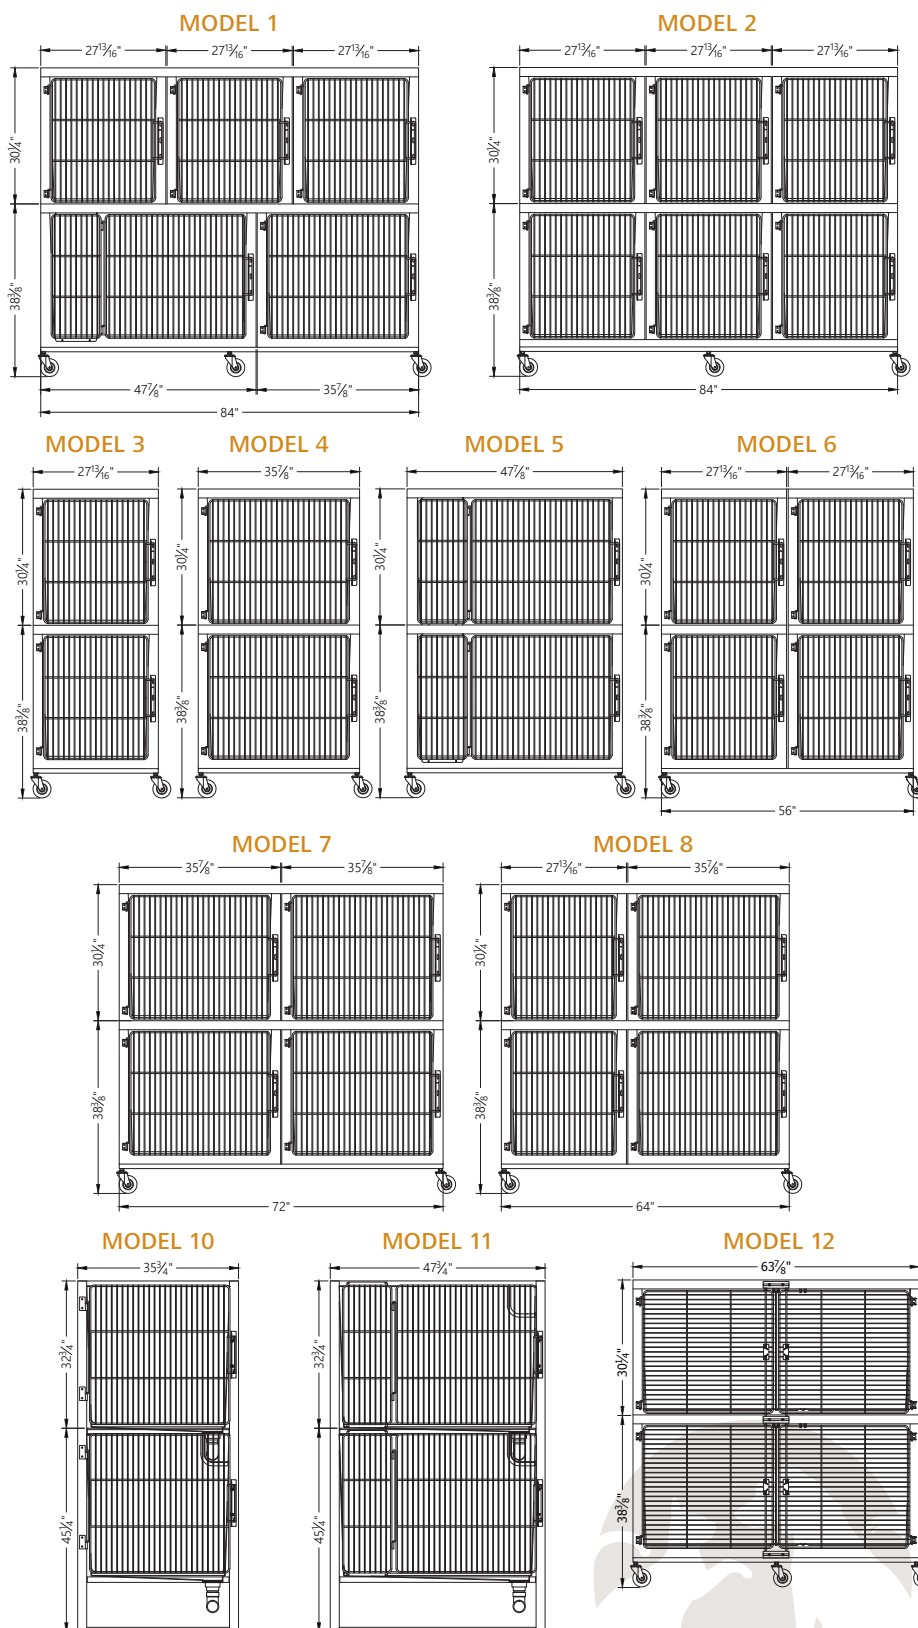 MODEL 1 MODEL 2
27 13/16" 27 13/16" 27 13/16" 27 13/16" 27 13/16" 27 13/16"
30 1/4" 30 1/4"
38 3/8" 38 3/8"
47 7/8" 35 7/8" 84"
84"
MODEL 3 MODEL 4 MODEL 5 MODEL 6
27 13/16" 35 7/8" 47 7/8" 27 13/16" 27 13/16"
30 1/4" 30 1/4" 30 1/4" 30 1/4"
38 3/8" 38 3/8" 38 3/8" 38 3/8"
56"
MODEL 7 MODEL 8
35 7/8" 35 7/8" 27 13/16" 35 7/8"
30 1/4" 30 1/4"
38 3/8" 38 3/8"
72" 64"
MODEL 10 MODEL 11 MODEL 12
35 3/4" 47 3/4" 63 7/8"
32 3/4" 32 3/4" 30 1/4"
45 1/4" 45 1/4" 38 3/8"